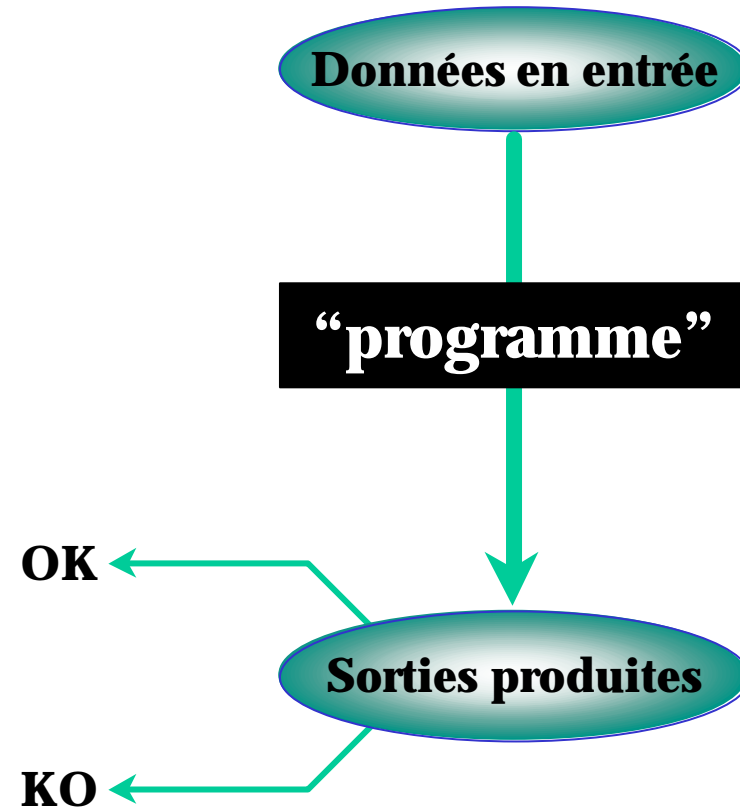 Données en entrée
“programme”
OK
Sorties produites
KO